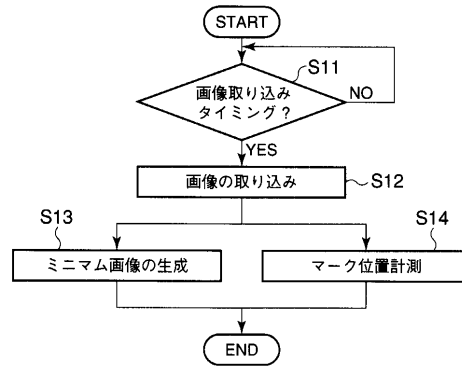 START
S11
画像取り込み
タイミング？
NO
YES
画像の取り込み
S12
S13
S14
ミニマム画像の生成
マーク位置計測
END